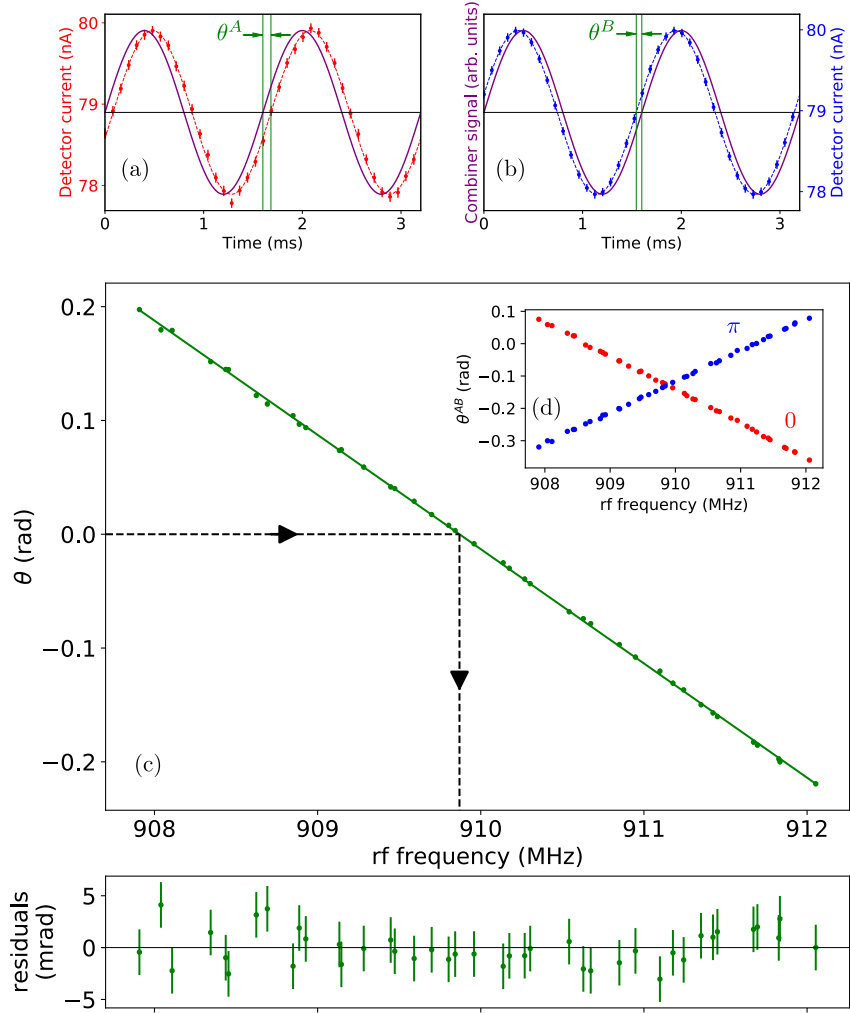 80
79
78
Detector current (nA)
θ^A
(a)
0 1 2 3
Time (ms)
Combiner signal (arb. units)
θ^B
(b)
0 1 2 3
Time (ms)
80
79
78
Detector current (nA)
0.2
0.1
0.0
−0.1
−0.2
θ (rad)
(c)
908 909 910 911 912
rf frequency (MHz)
0.1
0.0
−0.1
−0.2
−0.3
θ^{AB} (rad)
π
(d)
0
908 909 910 911 912
rf frequency (MHz)
5
0
−5
residuals
(mrad)